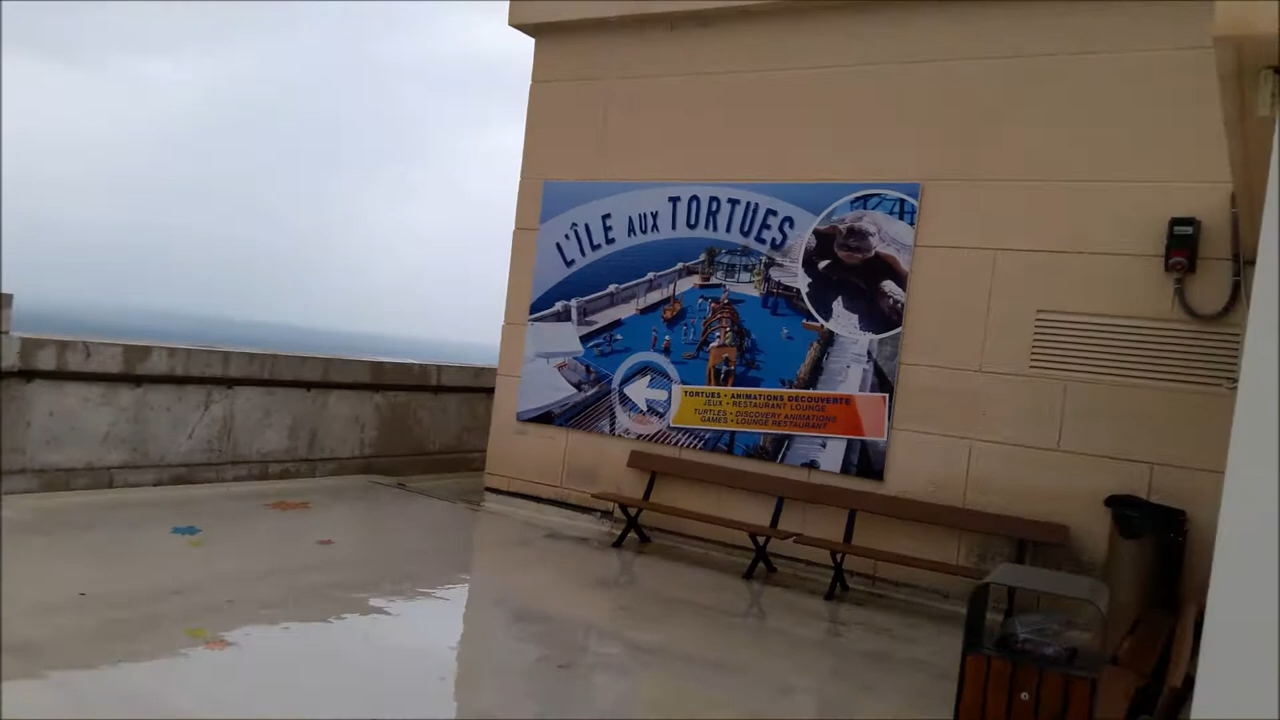 L'ÎLE AUX TORTUES
TORTUES • ANIMATIONS DÉCOUVERTE
JEUX • RESTAURANT LOUNGE
TURTLES • DISCOVERY ANIMATIONS
GAMES • LOUNGE RESTAURANT